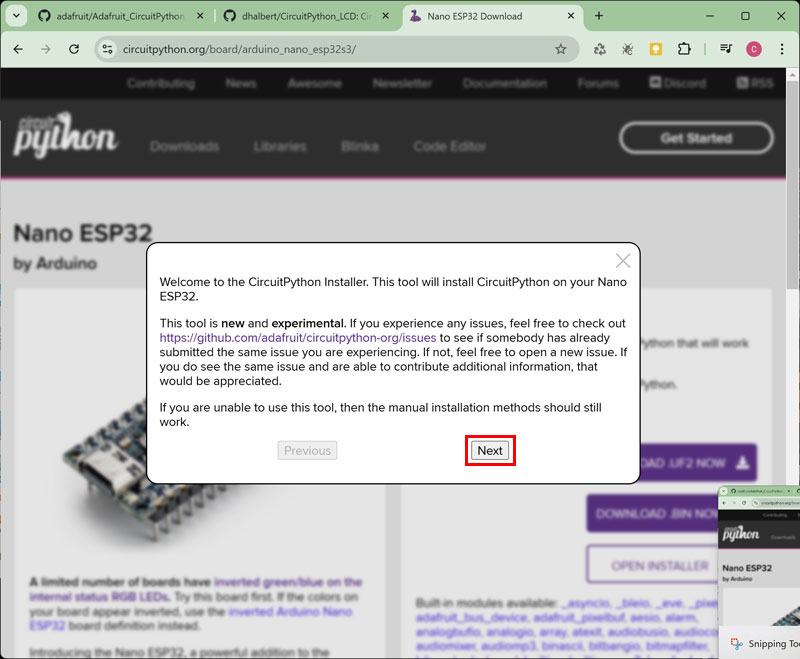 adafruit/Adafruit_CircuitPython_
dhalbert/CircuitPython_LCD: Ci
Nano ESP32 Download
circuitpython.org/board/arduino_nano_esp32s3/
C
Contributing News Awesome Newsletter Documentation Forums Discord RSS
circuit
python
Downloads Libraries Blinka Code Editor
Get Started
Nano ESP32
by Arduino
Welcome to the CircuitPython Installer. This tool will install CircuitPython on your Nano
ESP32.
This tool is new and experimental. If you experience any issues, feel free to check out
https://github.com/adafruit/circuitpython-org/issues to see if somebody has already
submitted the same issue you are experiencing. If not, feel free to open a new issue. If
you do see the same issue and are able to contribute additional information, that
would be appreciated.
If you are unable to use this tool, then the manual installation methods should still
work.
Previous
Next
Python that will work
Python.
OAD .UF2 NOW
DOWNLOAD .BIN NOW
OPEN INSTALLER
A limited number of boards have inverted green/blue on the
internal status RGB LEDs. Try this board first. If the colors on
your board appear inverted, use the inverted Arduino Nano
ESP32 board definition instead.
Introducing the Nano ESP32, a powerful addition to the
Built-in modules available: _asyncio, _bleio, _eve, _pixe
adafruit_bus_device, adafruit_pixelbuf, aesio, alarm,
analogbufio, analogio, array, atexit, audiobusio, audioco
audiomixer, audiomp3, binascii, bitbangio, bitmapfilter,
python
Nano ESP32
by Arduino
Snipping Too